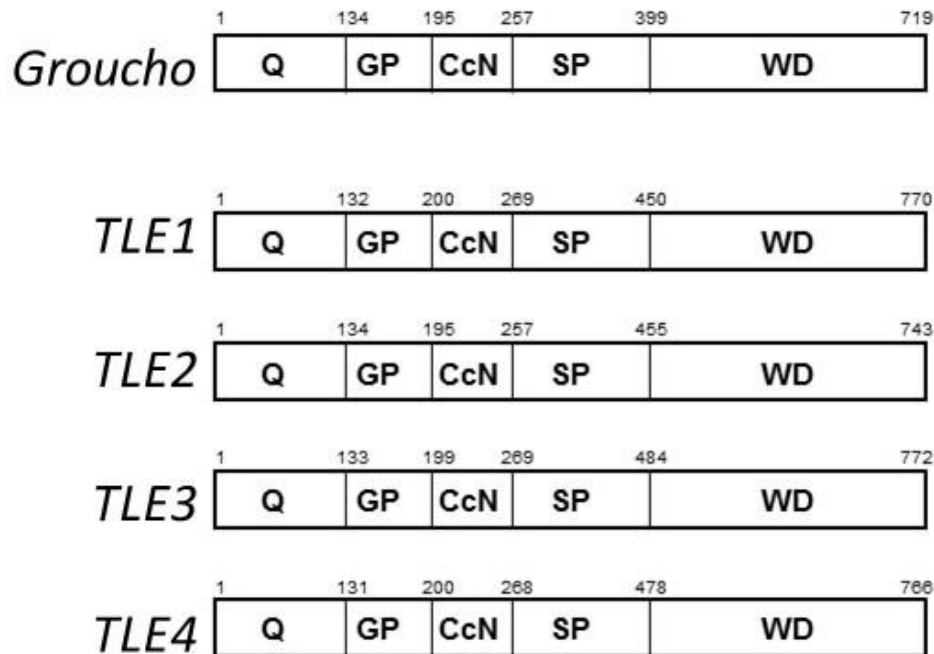 1 134 195 257 399 719
Groucho Q GP CcN SP WD
1 132 200 269 450 770
TLE1 Q GP CcN SP WD
1 134 195 257 455 743
TLE2 Q GP CcN SP WD
1 133 199 269 484 772
TLE3 Q GP CcN SP WD
1 131 200 268 478 766
TLE4 Q GP CcN SP WD